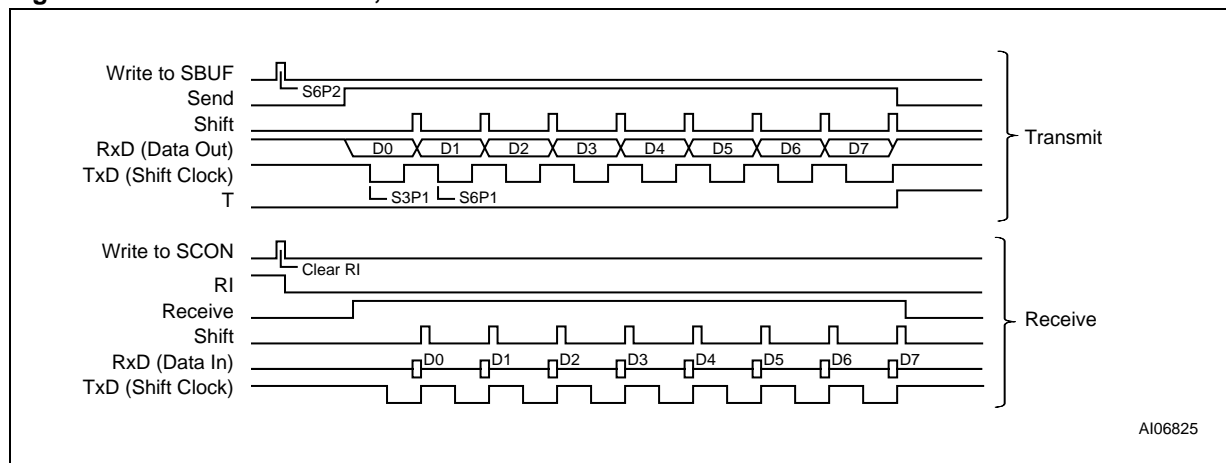 Write to SBUF
S6P2
Send
Shift
RxD (Data Out)
D0 D1 D2 D3 D4 D5 D6 D7
TxD (Shift Clock)
S3P1 S6P1
T
Transmit
Write to SCON
Clear RI
RI
Receive
Shift
RxD (Data In)
D0 D1 D2 D3 D4 D5 D6 D7
TxD (Shift Clock)
Receive
AI06825